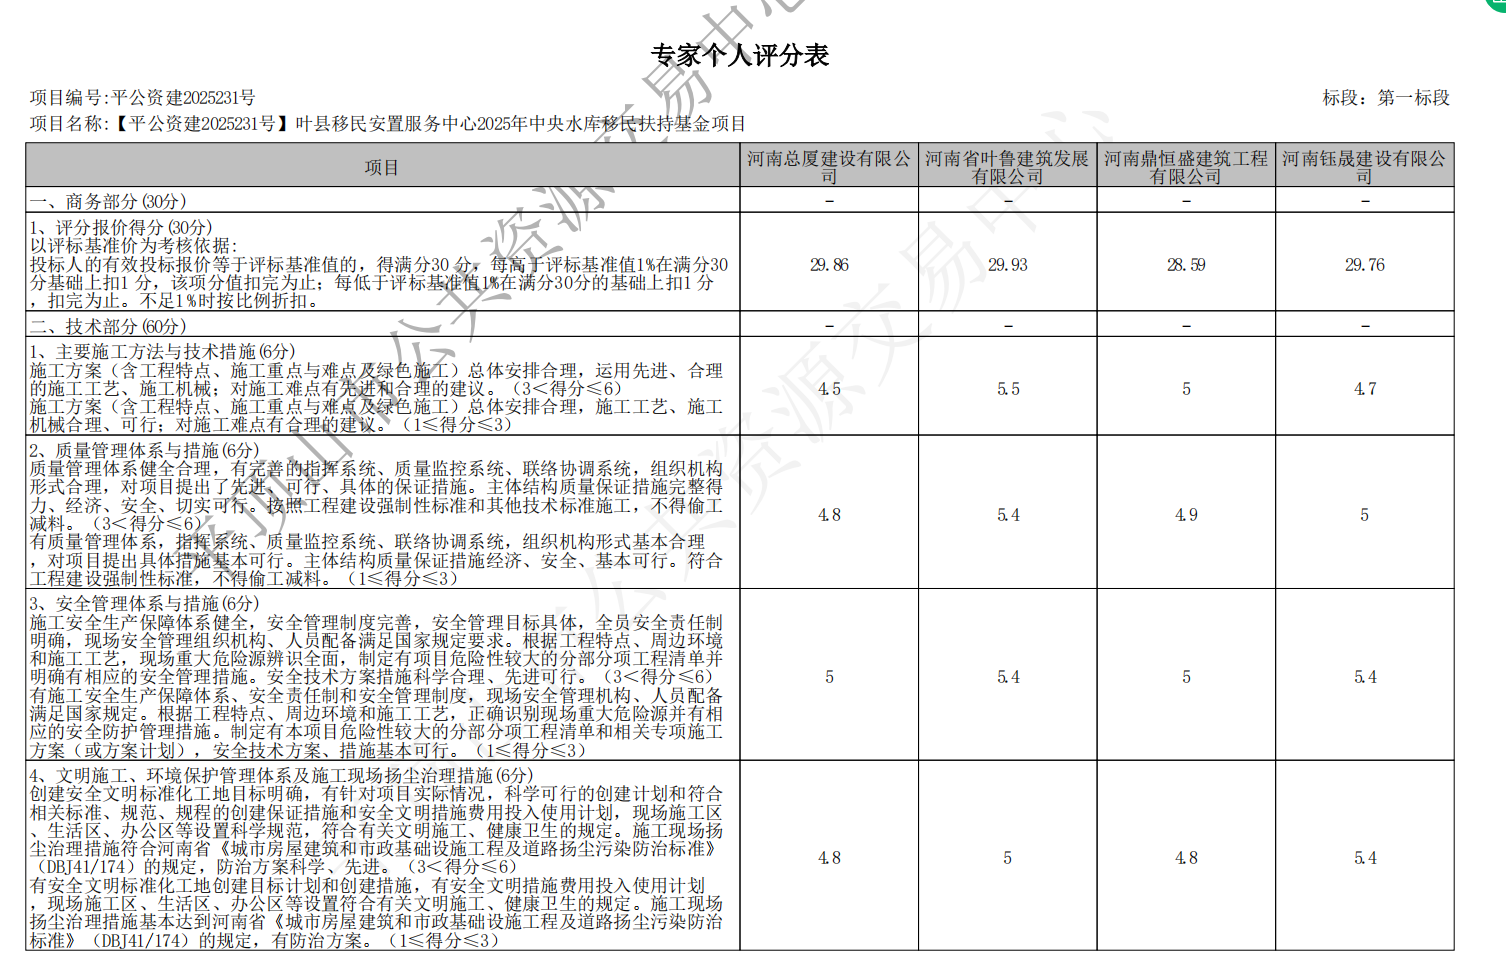 专家个人评分表
项目编号:平公资建2025231号
标段：第一标段
项目名称:【平公资建2025231号】叶县移民安置服务中心2025年中央水库移民扶持基金项目
项目
河南总厦建设有限公
司
河南省叶鲁建筑发展
有限公司
河南鼎恒盛建筑工程
有限公司
河南钰晟建设有限公
司
一、商务部分(30分)
-
-
-
-
1、评分报价得分(30分)
以评标基准价为考核依据:
投标人的有效投标报价等于评标基准值的，得满分30 分，每高于评标基准值1%在满分30
分基础上扣1 分，该项分值扣完为止；每低于评标基准值1%在满分30分的基础上扣1 分
，扣完为止。不足1%时按比例折扣。
29.86
29.93
28.59
29.76
二、技术部分(60分)
-
-
-
-
1、主要施工方法与技术措施(6分)
施工方案（含工程特点、施工重点与难点及绿色施工）总体安排合理，运用先进、合理
的施工工艺、施工机械；对施工难点有先进和合理的建议。（3＜得分≤6）
施工方案（含工程特点、施工重点与难点及绿色施工）总体安排合理，施工工艺、施工
机械合理、可行；对施工难点有合理的建议。（1≤得分≤3）
4.5
5.5
5
4.7
2、质量管理体系与措施(6分)
质量管理体系健全合理，有完善的指挥系统、质量监控系统、联络协调系统，组织机构
形式合理，对项目提出了先进、可行、具体的保证措施。主体结构质量保证措施完整得
力、经济、安全、切实可行。按照工程建设强制性标准和其他技术标准施工，不得偷工
减料。（3＜得分≤6）
有质量管理体系，指挥系统、质量监控系统、联络协调系统，组织机构形式基本合理
，对项目提出具体措施基本可行。主体结构质量保证措施经济、安全、基本可行。符合
工程建设强制性标准，不得偷工减料。（1≤得分≤3）
4.8
5.4
4.9
5
3、安全管理体系与措施(6分)
施工安全生产保障体系健全，安全管理制度完善，安全管理目标具体，全员安全责任制
明确，现场安全管理组织机构、人员配备满足国家规定要求。根据工程特点、周边环境
和施工工艺，现场重大危险源辨识全面，制定有项目危险性较大的分部分项工程清单并
明确有相应的安全管理措施。安全技术方案措施科学合理、先进可行。（3＜得分≤6）
有施工安全生产保障体系、安全责任制和安全管理制度，现场安全管理机构、人员配备
满足国家规定。根据工程特点、周边环境和施工工艺，正确识别现场重大危险源并有相
应的安全防护管理措施。制定有本项目危险性较大的分部分项工程清单和相关专项施工
方案（或方案计划），安全技术方案、措施基本可行。（1≤得分≤3）
5
5.4
5
5.4
4、文明施工、环境保护管理体系及施工现场扬尘治理措施(6分)
创建安全文明标准化工地目标明确，有针对项目实际情况，科学可行的创建计划和符合
相关标准、规范、规程的创建保证措施和安全文明措施费用投入使用计划，现场施工区
、生活区、办公区等设置科学规范，符合有关文明施工、健康卫生的规定。施工现场扬
尘治理措施符合河南省《城市房屋建筑和市政基础设施工程及道路扬尘污染防治标准》
（DBJ41/174）的规定，防治方案科学、先进。（3＜得分≤6）
有安全文明标准化工地创建目标计划和创建措施，有安全文明措施费用投入使用计划
，现场施工区、生活区、办公区等设置符合有关文明施工、健康卫生的规定。施工现场
扬尘治理措施基本达到河南省《城市房屋建筑和市政基础设施工程及道路扬尘污染防治
标准》（DBJ41/174）的规定，有防治方案。（1≤得分≤3）
4.8
5
4.8
5.4
平顶山市公共资源交易中心
公共资源交易中心